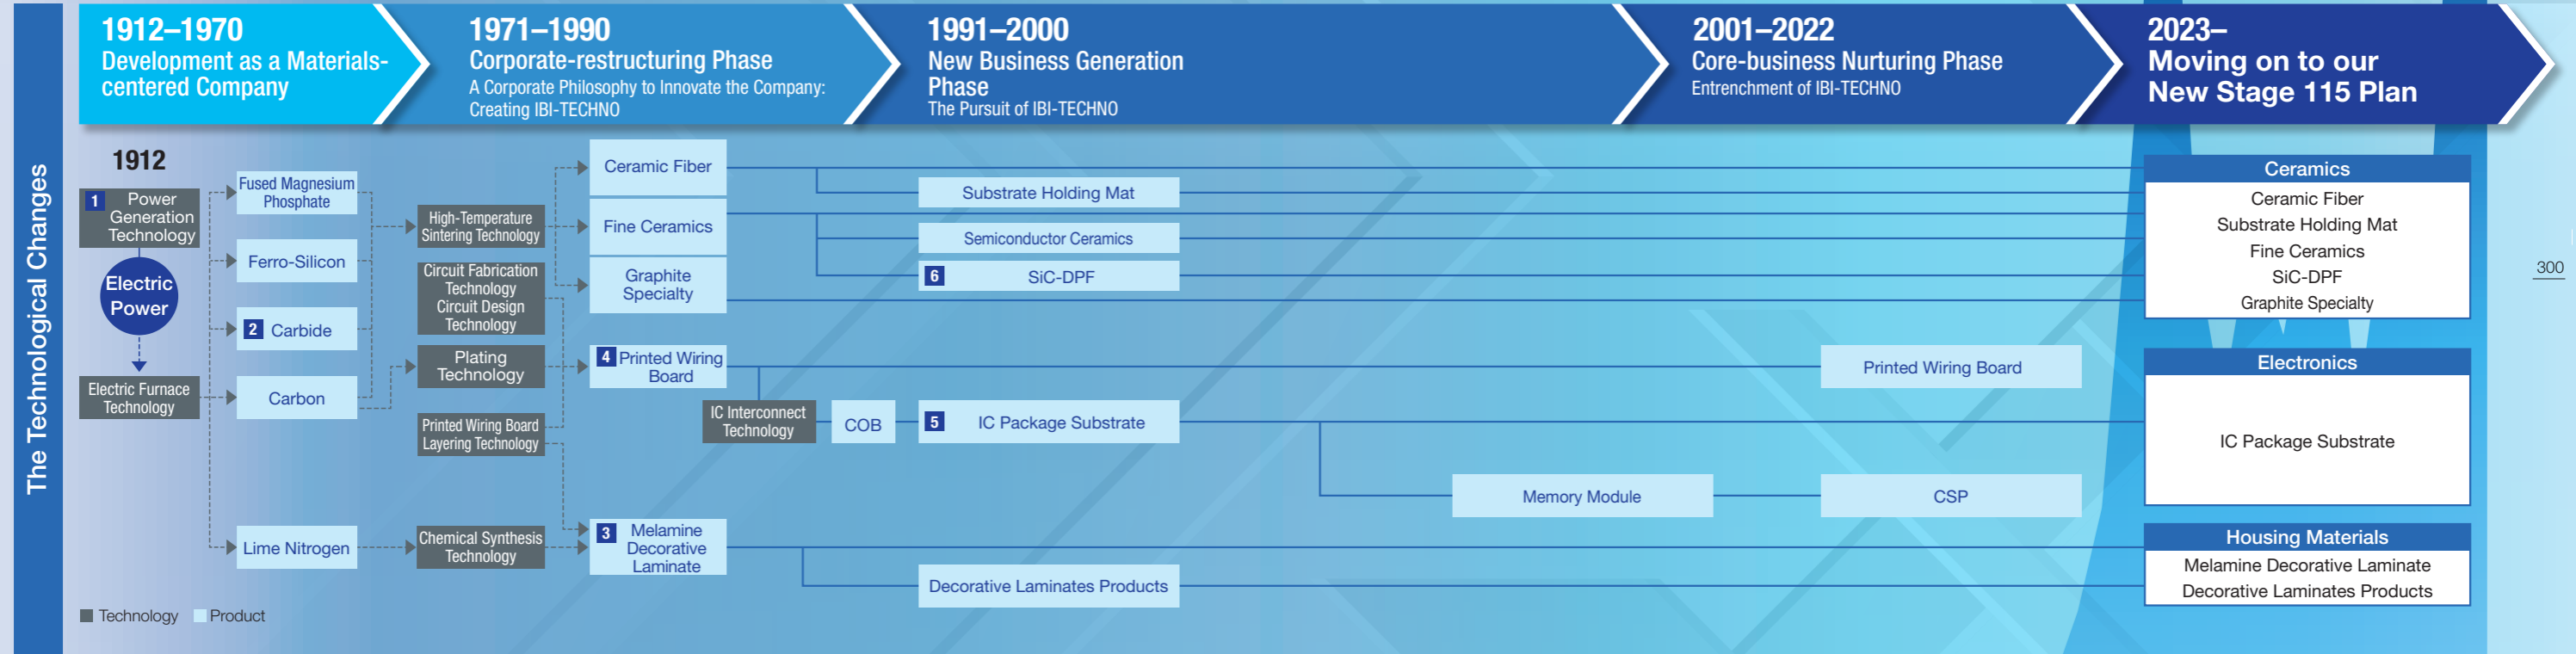 The Technological Changes
1912–1970
Development as a Materials-
centered Company
1971–1990
Corporate-restructuring Phase
A Corporate Philosophy to Innovate the Company:
Creating IBI-TECHNO
1991–2000
New Business Generation
Phase
The Pursuit of IBI-TECHNO
2001–2022
Core-business Nurturing Phase
Entrenchment of IBI-TECHNO
2023–
Moving on to our
New Stage 115 Plan
1912
1 Power
Generation
Technology
Electric
Power
Electric Furnace
Technology
Fused Magnesium
Phosphate
Ferro-Silicon
2 Carbide
Carbon
Lime Nitrogen
High-Temperature
Sintering Technology
Circuit Fabrication
Technology
Circuit Design
Technology
Plating
Technology
Printed Wiring Board
Layering Technology
Chemical Synthesis
Technology
Ceramic Fiber
Fine Ceramics
Graphite
Specialty
4 Printed Wiring
Board
3 Melamine
Decorative
Laminate
IC Interconnect
Technology
COB
Substrate Holding Mat
Semiconductor Ceramics
6 SiC-DPF
5 IC Package Substrate
Decorative Laminates Products
Memory Module
Printed Wiring Board
CSP
Ceramics
Ceramic Fiber
Substrate Holding Mat
Fine Ceramics
SiC-DPF
Graphite Specialty
Electronics
IC Package Substrate
Housing Materials
Melamine Decorative Laminate
Decorative Laminates Products
300
Technology
Product